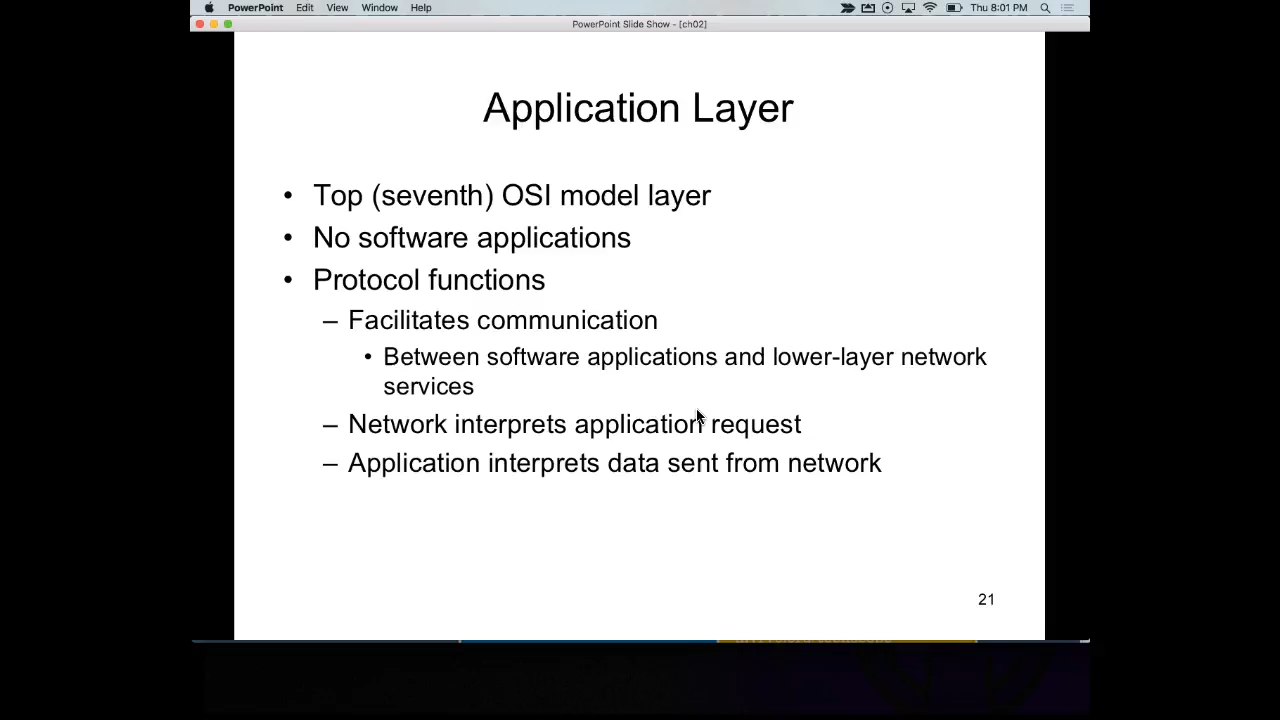 PowerPoint Edit View Window Help Thu 8:01 PM
PowerPoint Slide Show - [ch02]
Application Layer
• Top (seventh) OSI model layer
• No software applications
• Protocol functions
– Facilitates communication
• Between software applications and lower-layer network
services
– Network interprets application request
– Application interprets data sent from network
21